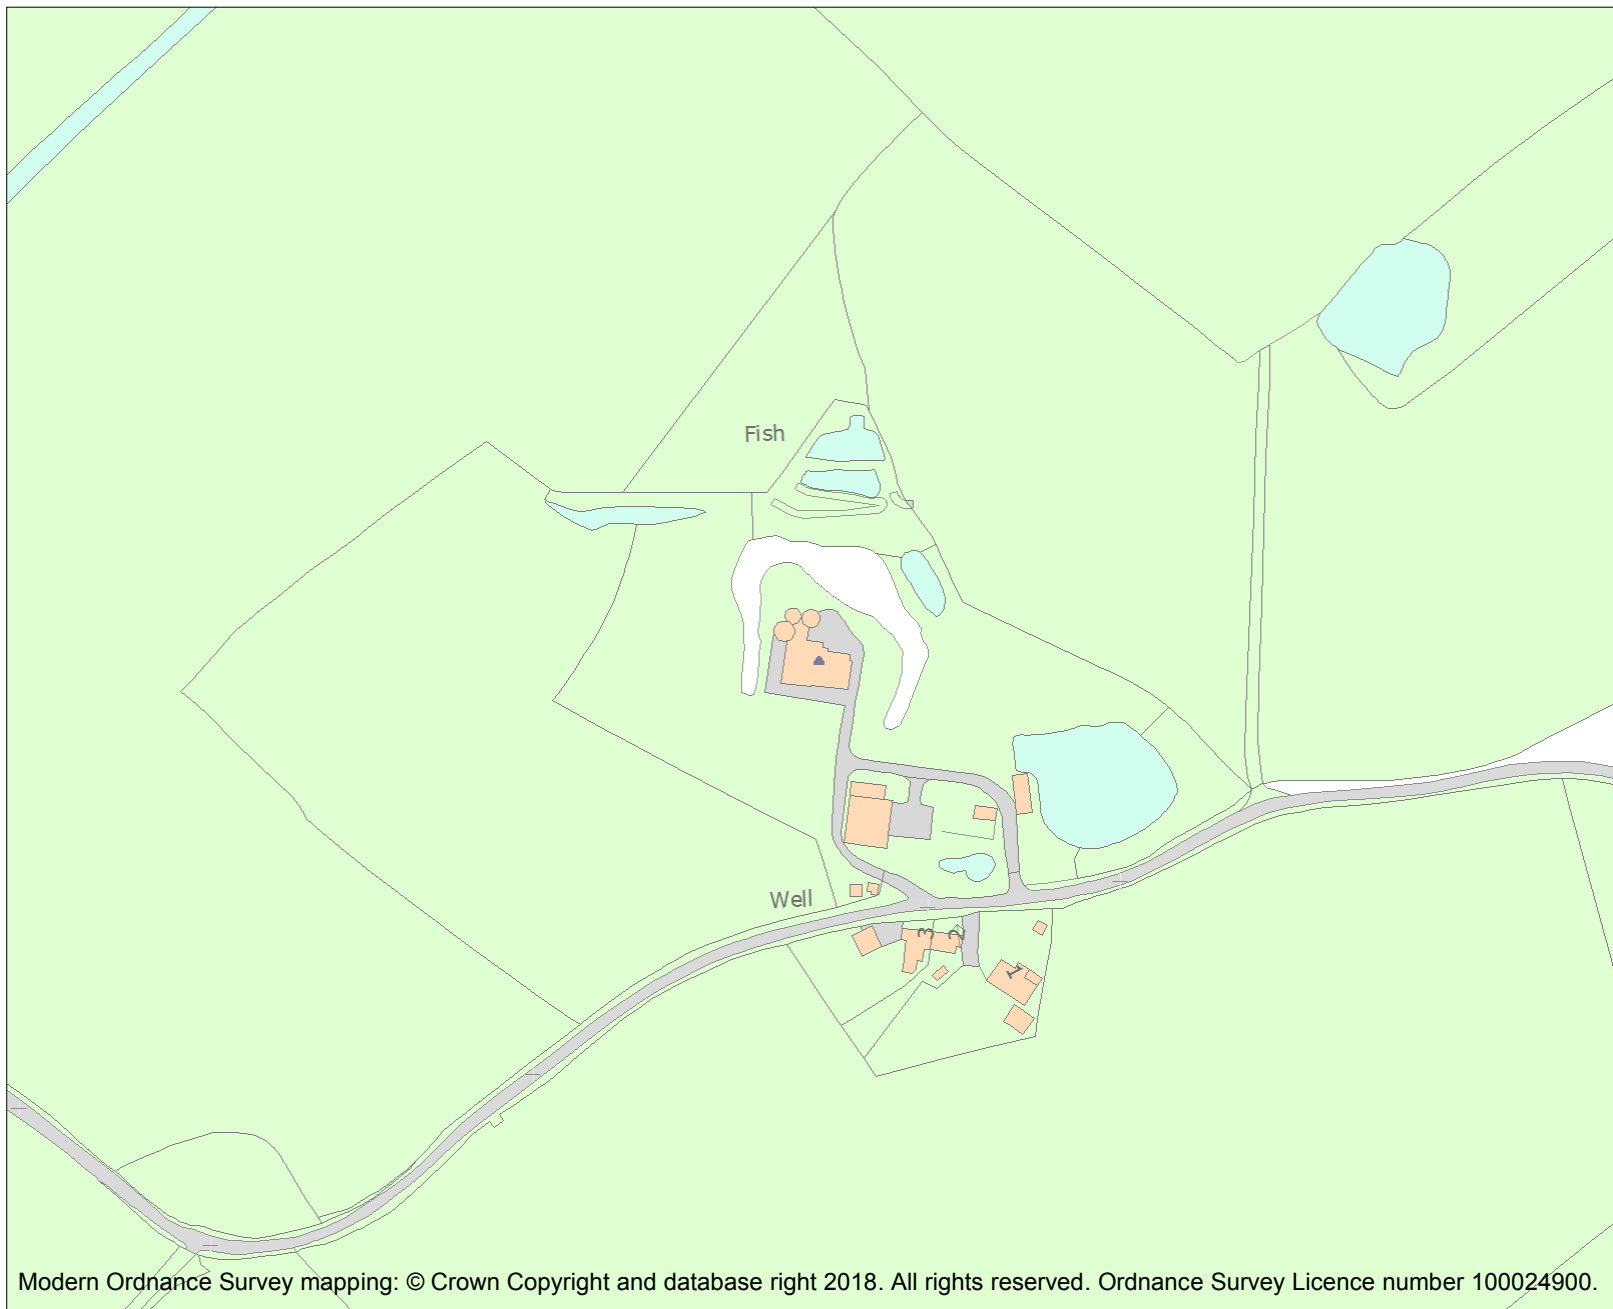 Fish
Well
3
2
1
Modern Ordnance Survey mapping: © Crown Copyright and database right 2018. All rights reserved. Ordnance Survey Licence number 100024900.